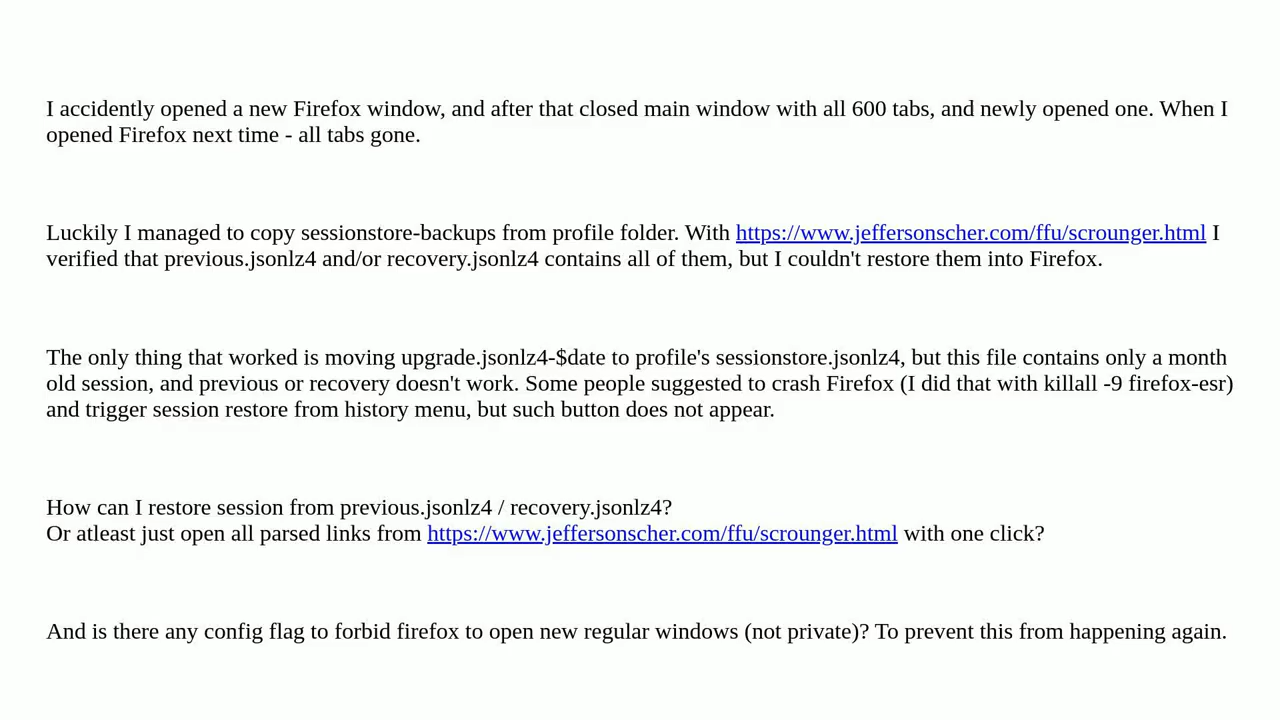 I accidently opened a new Firefox window, and after that closed main window with all 600 tabs, and newly opened one. When I
opened Firefox next time - all tabs gone.
Luckily I managed to copy sessionstore-backups from profile folder. With https://www.jeffersonscher.com/ffu/scrounger.html I
verified that previous.jsonlz4 and/or recovery.jsonlz4 contains all of them, but I couldn't restore them into Firefox.
The only thing that worked is moving upgrade.jsonlz4-$date to profile's sessionstore.jsonlz4, but this file contains only a month
old session, and previous or recovery doesn't work. Some people suggested to crash Firefox (I did that with killall -9 firefox-esr)
and trigger session restore from history menu, but such button does not appear.
How can I restore session from previous.jsonlz4 / recovery.jsonlz4?
Or atleast just open all parsed links from https://www.jeffersonscher.com/ffu/scrounger.html with one click?
And is there any config flag to forbid firefox to open new regular windows (not private)? To prevent this from happening again.